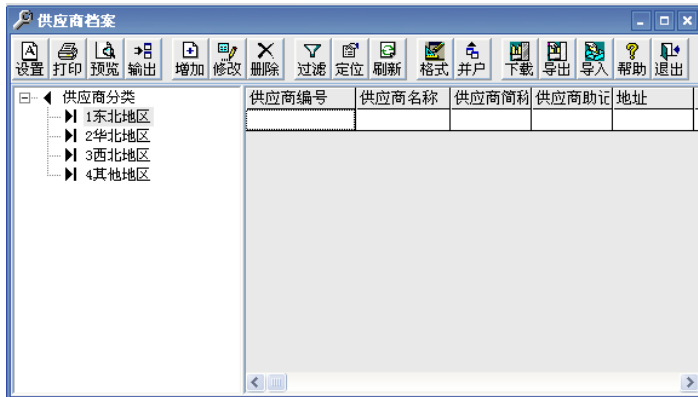 供应商档案
设置 打印 预览 输出 增加 修改 删除 过滤 定位 刷新 格式 并户 下载 导出 导入 帮助 退出
供应商分类
1东北地区
2华北地区
3西北地区
4其他地区
供应商编号 供应商名称 供应商简称 供应商助记 地址